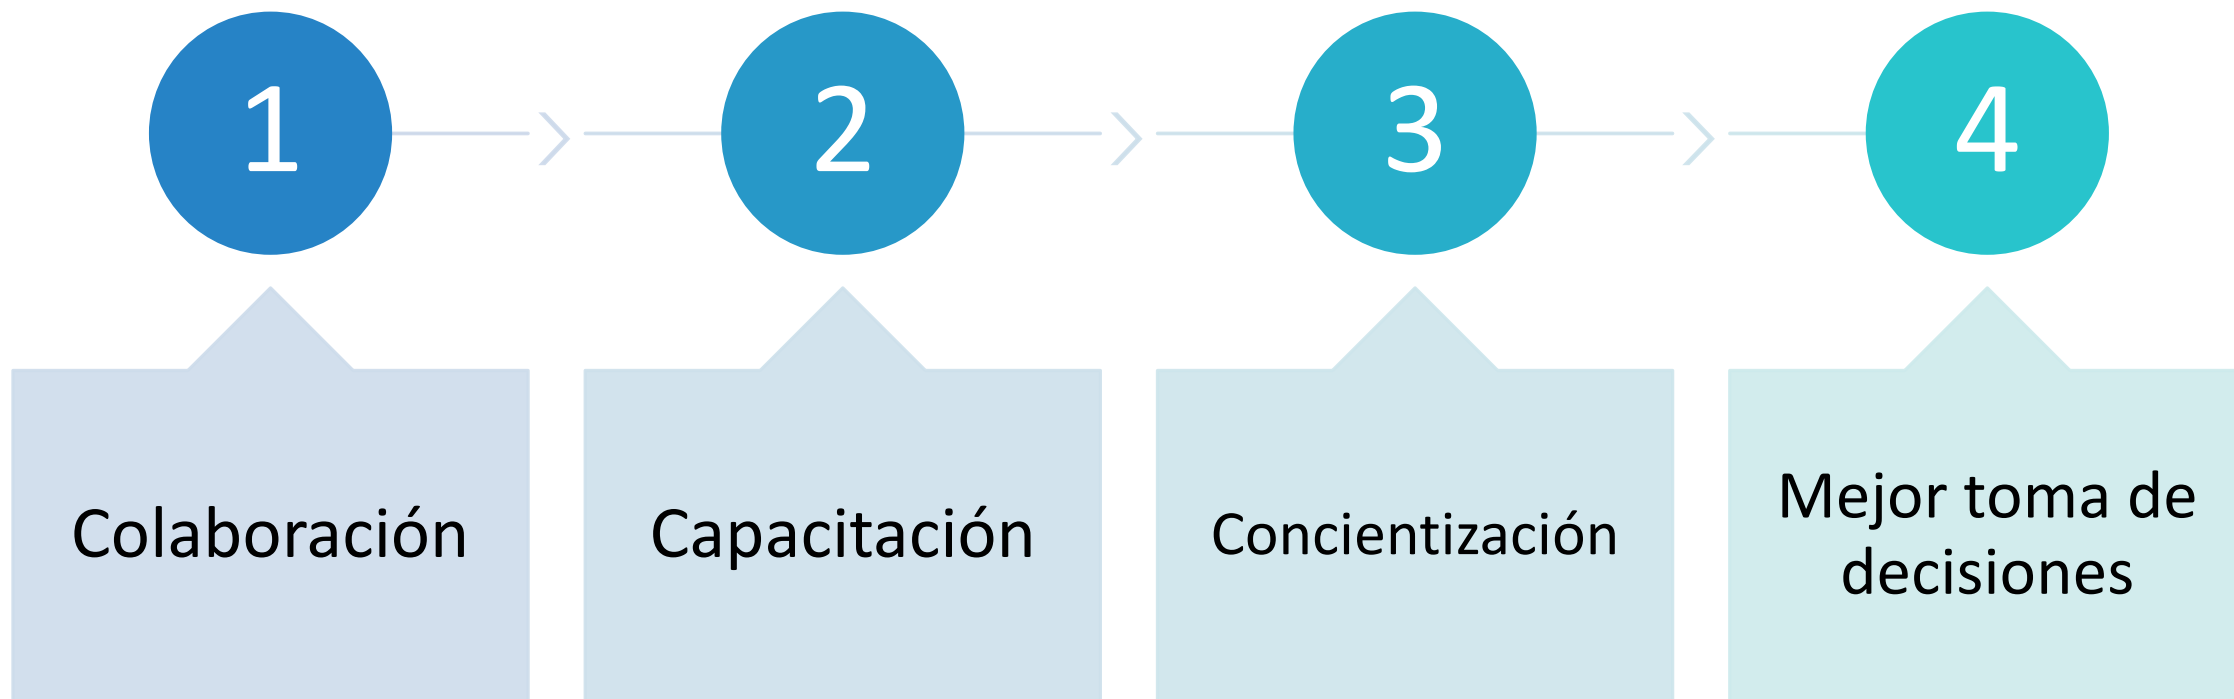 1
2
3
4
Colaboración
Capacitación
Concientización
Mejor toma de
decisiones